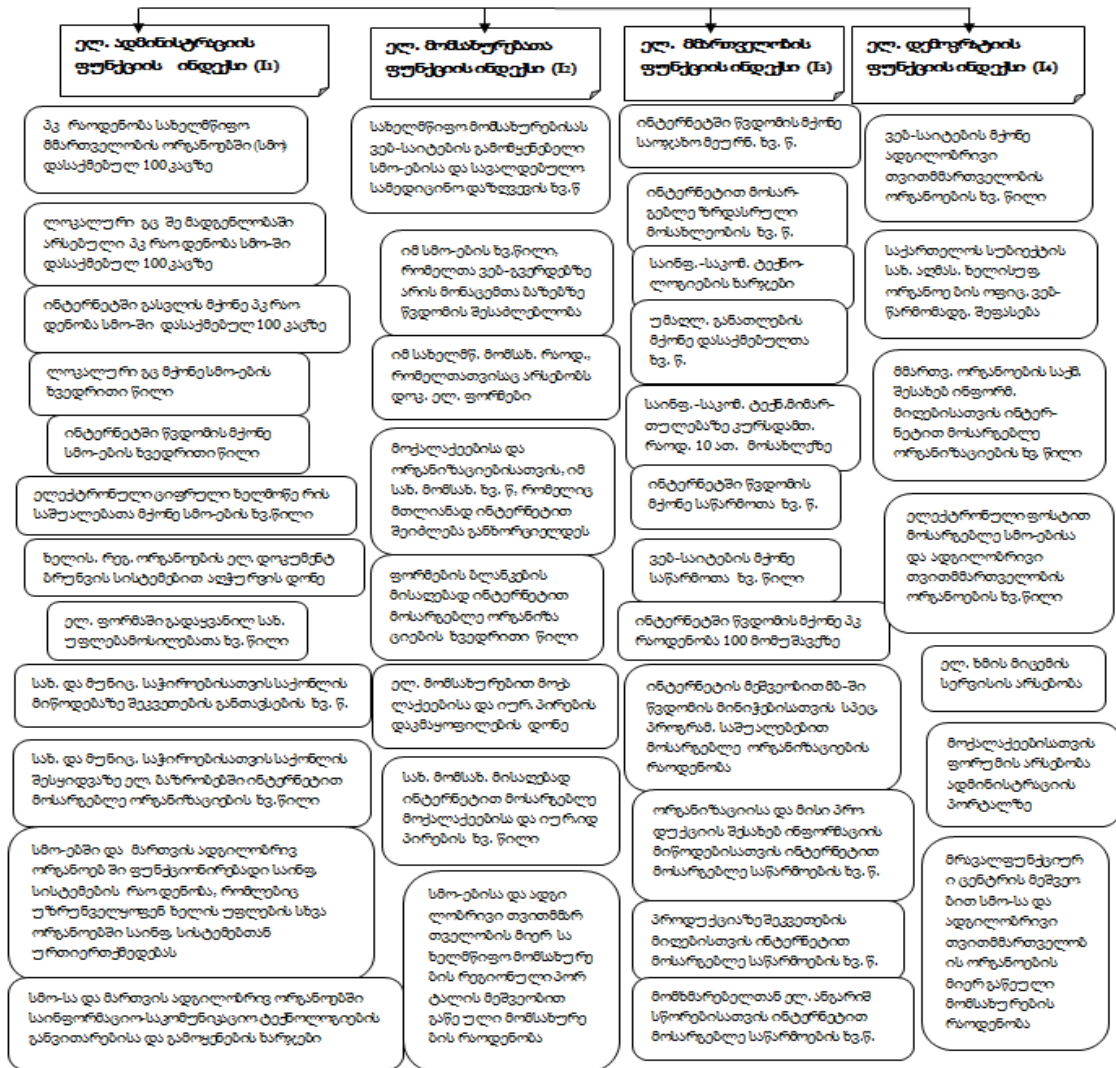 ელ. ადმინისტრაციის
ფუნქციის ინდექსი (I₁)
პკ რაოდენობა სახელმწიფო
მმართველობის ორგანოებში (სმო)
დასაქმებულ 100 კაცზე
ლოკალური გც შე მადგენლობაში
არსებული პკ რაო დენობა სმო-ში
დასაქმებულ 100 კაცზე
ინტერნეტში გასვლის მქონე პკ რაო
დენობა სმო-ში დასაქმებულ 100 კაცზე
ლოკალური გც მქონე სმო-ების
ხვედრითი წილი
ინტერნეტში წვდომის მქონე
სმო-ების ხვედრითი წილი
ელექტრონული ციფრული ხელმოწე რის
საშუალებათა მქონე სმო-ების ხვ.წილი
ხელის. რეგ. ორგანოების ელ. დოკუმენტ
ბრუნვის სისტემებით აღჭურვის დონე
ელ. ფორმაში გადაყვანილ სახ.
უფლებამოსილებათა ხვ. წილი
სახ. და მუნიც. საჭიროებისათვის საქონლის
მიწოდებაზე შეკვეთების განთავსების ხვ. წ.
სახ. და მუნიც. საჭიროებისათვის საქონლის
შესყიდვაზე ელ. ბაზრობებში ინტერნეტით
მოსარგებლე ორგანიზაციების ხვ.წილი
სმო-ებში და მართვის ადგილობრივ
ორგანოებ ში ფუნქციონირებადი საინფ.
სისტემების რაო დენობა, რომლებიც
უზრუნველყოფენ ხელის უფლების სხვა
ორგანოებში საინფ. სისტემებთან
ურთიერთქმედებას
სმო-სა და მართვის ადგილობრივ ორგანოებში
საინფორმაციო-საკომუნიკაციო ტექნოლოგიების
განვითარებისა და გამოყენების ხარჯები
ელ. მომსახურებათა
ფუნქციის ინდექსი (I₂)
სახელმწიფო მომსახურებისას
ვებ-საიტების გამომყენებელი
სმო-ებისა და სავალდებულო
სამედიცინო დაზღვევის ხვ.წ
იმ სმო-ების ხვ.წილი,
რომელთა ვებ-გვერდებზე
არის მონაცემთა ბაზებზე
წვდომის შესაძლებლობა
იმ სახელმწ. მომსახ. რაოდ.,
რომელთათვისაც არსებობს
დოკ. ელ. ფორმები
მოქალაქეებისა და
ორგანიზაციებისათვის, იმ
სახ. მომსახ. ხვ. წ, რომელიც
მთლიანად ინტერნეტით
შეიძლება განხორციელდეს
ფორმების ბლანკების
მისაღებად ინტერნეტით
მოსარგებლე ორგანიზა
ციების ხვედრითი წილი
ელ. მომსახურებით მოქა
ლაქეებისა და იურ. პირების
დაკმაყოფილების დონე
სახ. მომსახ. მისაღებად
ინტერნეტით მოსარგებლე
მოქალაქეებისა და იურ.იდ
პირების ხვ. წილი
სმო-ებისა და ადგი
ლობრივი თვითმმარ
თველობის მიერ სა
ხელმწიფო მომსახურე
ბის რეგიონული პორ
ტალის მეშვეობით
გაწე ული მომსახურე
ბის რაოდენობა
ელ. მმართველობის
ფუნქციის ინდექსი (I₃)
ინტერნეტში წვდომის მქონე
საოჯახო მეურნ. ხვ. წ.
ინტერნეტით მოსარ-
გებლე ზრდასრული
მოსახლეობის ხვ. წ.
საინფ.-საკომ. ტექნო-
ლოგიების ხარჯები
უმაღლ. განათლების
მქონე დასაქმებულთა
ხვ. წ.
საინფ.-საკომ. ტექნ.მიმარ-
თულებაზე კურსდამთ.
რაოდ. 10 ათ. მოსახლეზე
ინტერნეტში წვდომის
მქონე საწარმოთა ხვ. წ.
ვებ-საიტების მქონე
საწარმოთა ხვ. წილი
ინტერნეტში წვდომის მქონე პკ
რაოდენობა 100 მომუშავეზე
ინტერნეტის მეშვეობით მბ-ში
წვდომის მინიჭებისათვის სპეც.
პროგრამ. საშუალებებით
მოსარგებლე ორგანიზაციების
რაოდენობა
ორგანიზაციისა და მისი პრო
დუქციის შესახებ ინფორმაციის
მიწოდებისათვის ინტერნეტით
მოსარგებლე საწარმოების ხვ. წ.
პროდუქციაზე შეკვეთების
მიღებისთვის ინტერნეტით
მოსარგებლე საწარმოების ხვ. წ.
მომხმარებელთან ელ. ანგარიშ
სწორებისათვის ინტერნეტით
მოსარგებლე საწარმოების ხვ.წ.
ელ. დემოკრატიის
ფუნქციის ინდექსი (I₄)
ვებ-საიტების მქონე
ადგილობრივი
თვითმმართველობის
ორგანოების ხვ. წილი
საქართელოს სუბიექტის
სახ. აღმას. ხელისუფ.
ორგანოე ბის ოფიც. ვებ-
წარმომადგ. შეფასება
მმართვ. ორგანოების საქმ.
შესახებ ინფორმ.
მიღებისათვის ინტერ-
ნეტით მოსარგებლე
ორგანიზაციების ხვ. წილი
ელექტრონული ფოსტით
მოსარგებლე სმო-ებისა
და ადგილობრივი
თვითმმართველობის
ორგანოების ხვ. წილი
ელ. ხმის მიცემის
სერვისის არსებობა
მოქალაქეებისათვის
ფორუმის არსებობა
ადმინისტრაციის
პორტალზე
მრავალფუნქციურ
ი ცენტრის მეშვეო
ბით სმო-სა და
ადგილობრივი
თვითმმართველობ
ის ორგანოების
მიერ გაწეული
მომსახურების
რაოდენობა